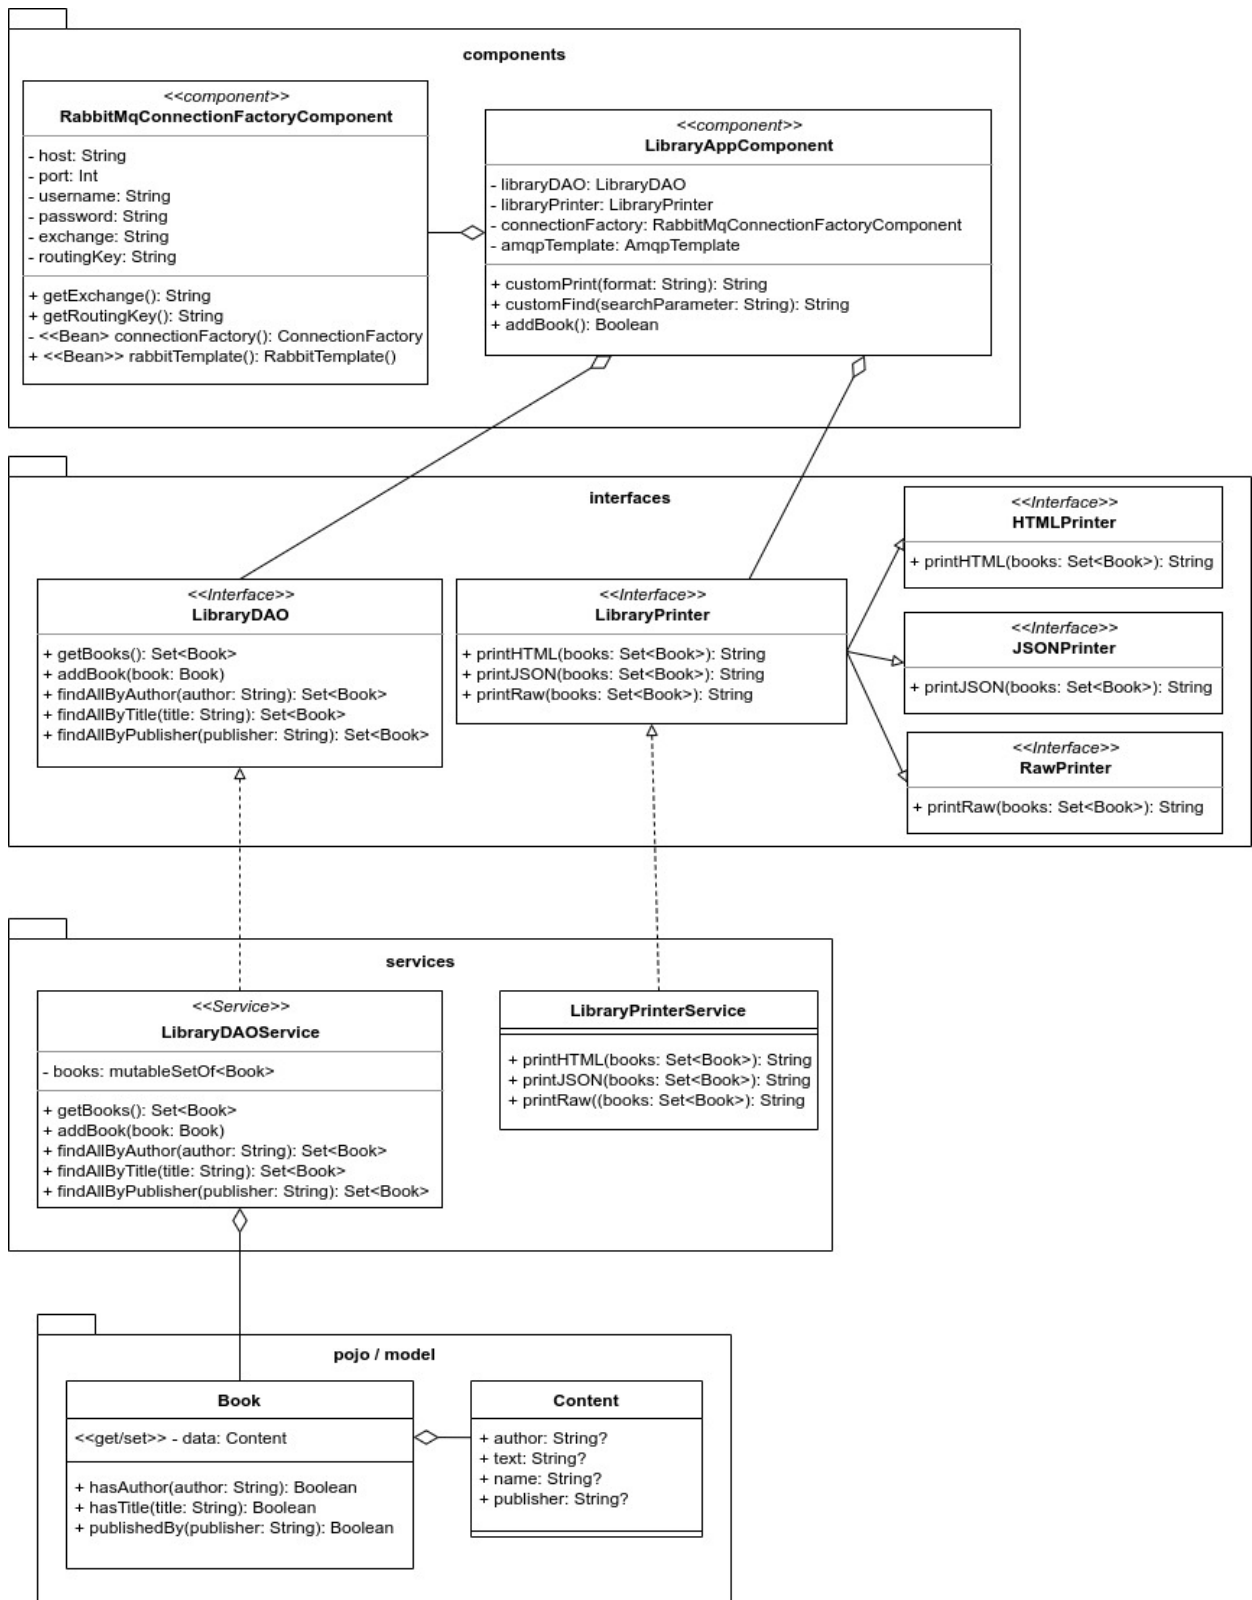 components
<<component>>
RabbitMqConnectionFactoryComponent
- host: String
- port: Int
- username: String
- password: String
- exchange: String
- routingKey: String
+ getExchange(): String
+ getRoutingKey(): String
- <<Bean> connectionFactory(): ConnectionFactory
+ <<Bean>> rabbitTemplate(): RabbitTemplate()
<<component>>
LibraryAppComponent
- libraryDAO: LibraryDAO
- libraryPrinter: LibraryPrinter
- connectionFactory: RabbitMqConnectionFactoryComponent
- amqpTemplate: AmqpTemplate
+ customPrint(format: String): String
+ customFind(searchParameter: String): String
+ addBook(): Boolean
interfaces
<<Interface>>
LibraryDAO
+ getBooks(): Set<Book>
+ addBook(book: Book)
+ findAllByAuthor(author: String): Set<Book>
+ findAllByTitle(title: String): Set<Book>
+ findAllByPublisher(publisher: String): Set<Book>
<<Interface>>
LibraryPrinter
+ printHTML(books: Set<Book>): String
+ printJSON(books: Set<Book>): String
+ printRaw(books: Set<Book>): String
<<Interface>>
HTMLPrinter
+ printHTML(books: Set<Book>): String
<<Interface>>
JSONPrinter
+ printJSON(books: Set<Book>): String
<<Interface>>
RawPrinter
+ printRaw(books: Set<Book>): String
services
<<Service>>
LibraryDAOService
- books: mutableSetOf<Book>
+ getBooks(): Set<Book>
+ addBook(book: Book)
+ findAllByAuthor(author: String): Set<Book>
+ findAllByTitle(title: String): Set<Book>
+ findAllByPublisher(publisher: String): Set<Book>
LibraryPrinterService
+ printHTML(books: Set<Book>): String
+ printJSON(books: Set<Book>): String
+ printRaw((books: Set<Book>): String
pojo / model
Book
<<get/set>> - data: Content
+ hasAuthor(author: String): Boolean
+ hasTitle(title: String): Boolean
+ publishedBy(publisher: String): Boolean
Content
+ author: String?
+ text: String?
+ name: String?
+ publisher: String?